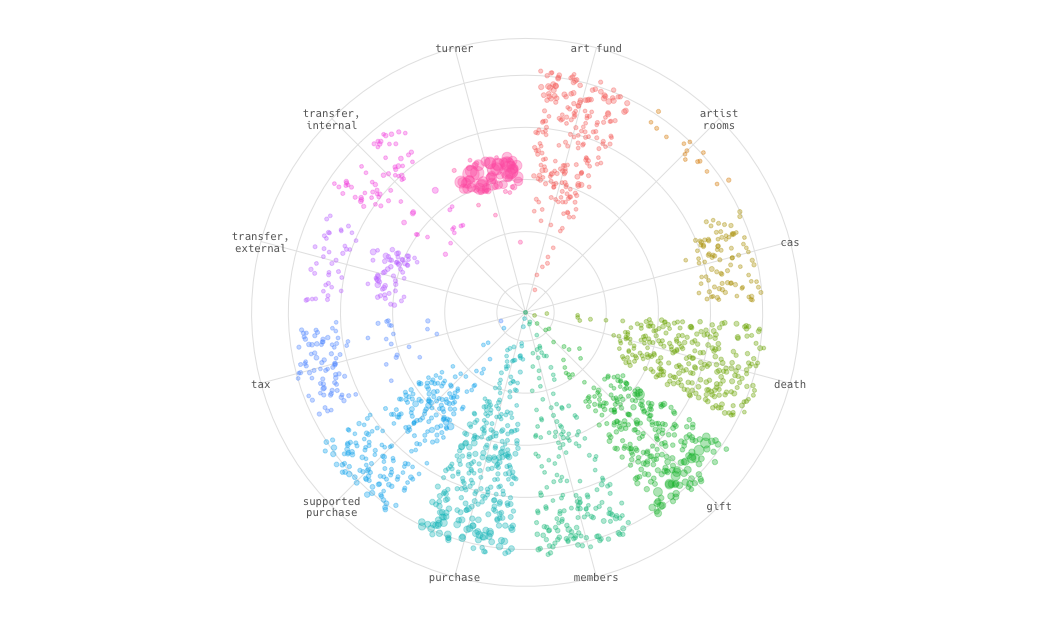 turner
art fund
transfer,
internal
artist
rooms
transfer,
external
cas
tax
death
supported
purchase
gift
purchase
members